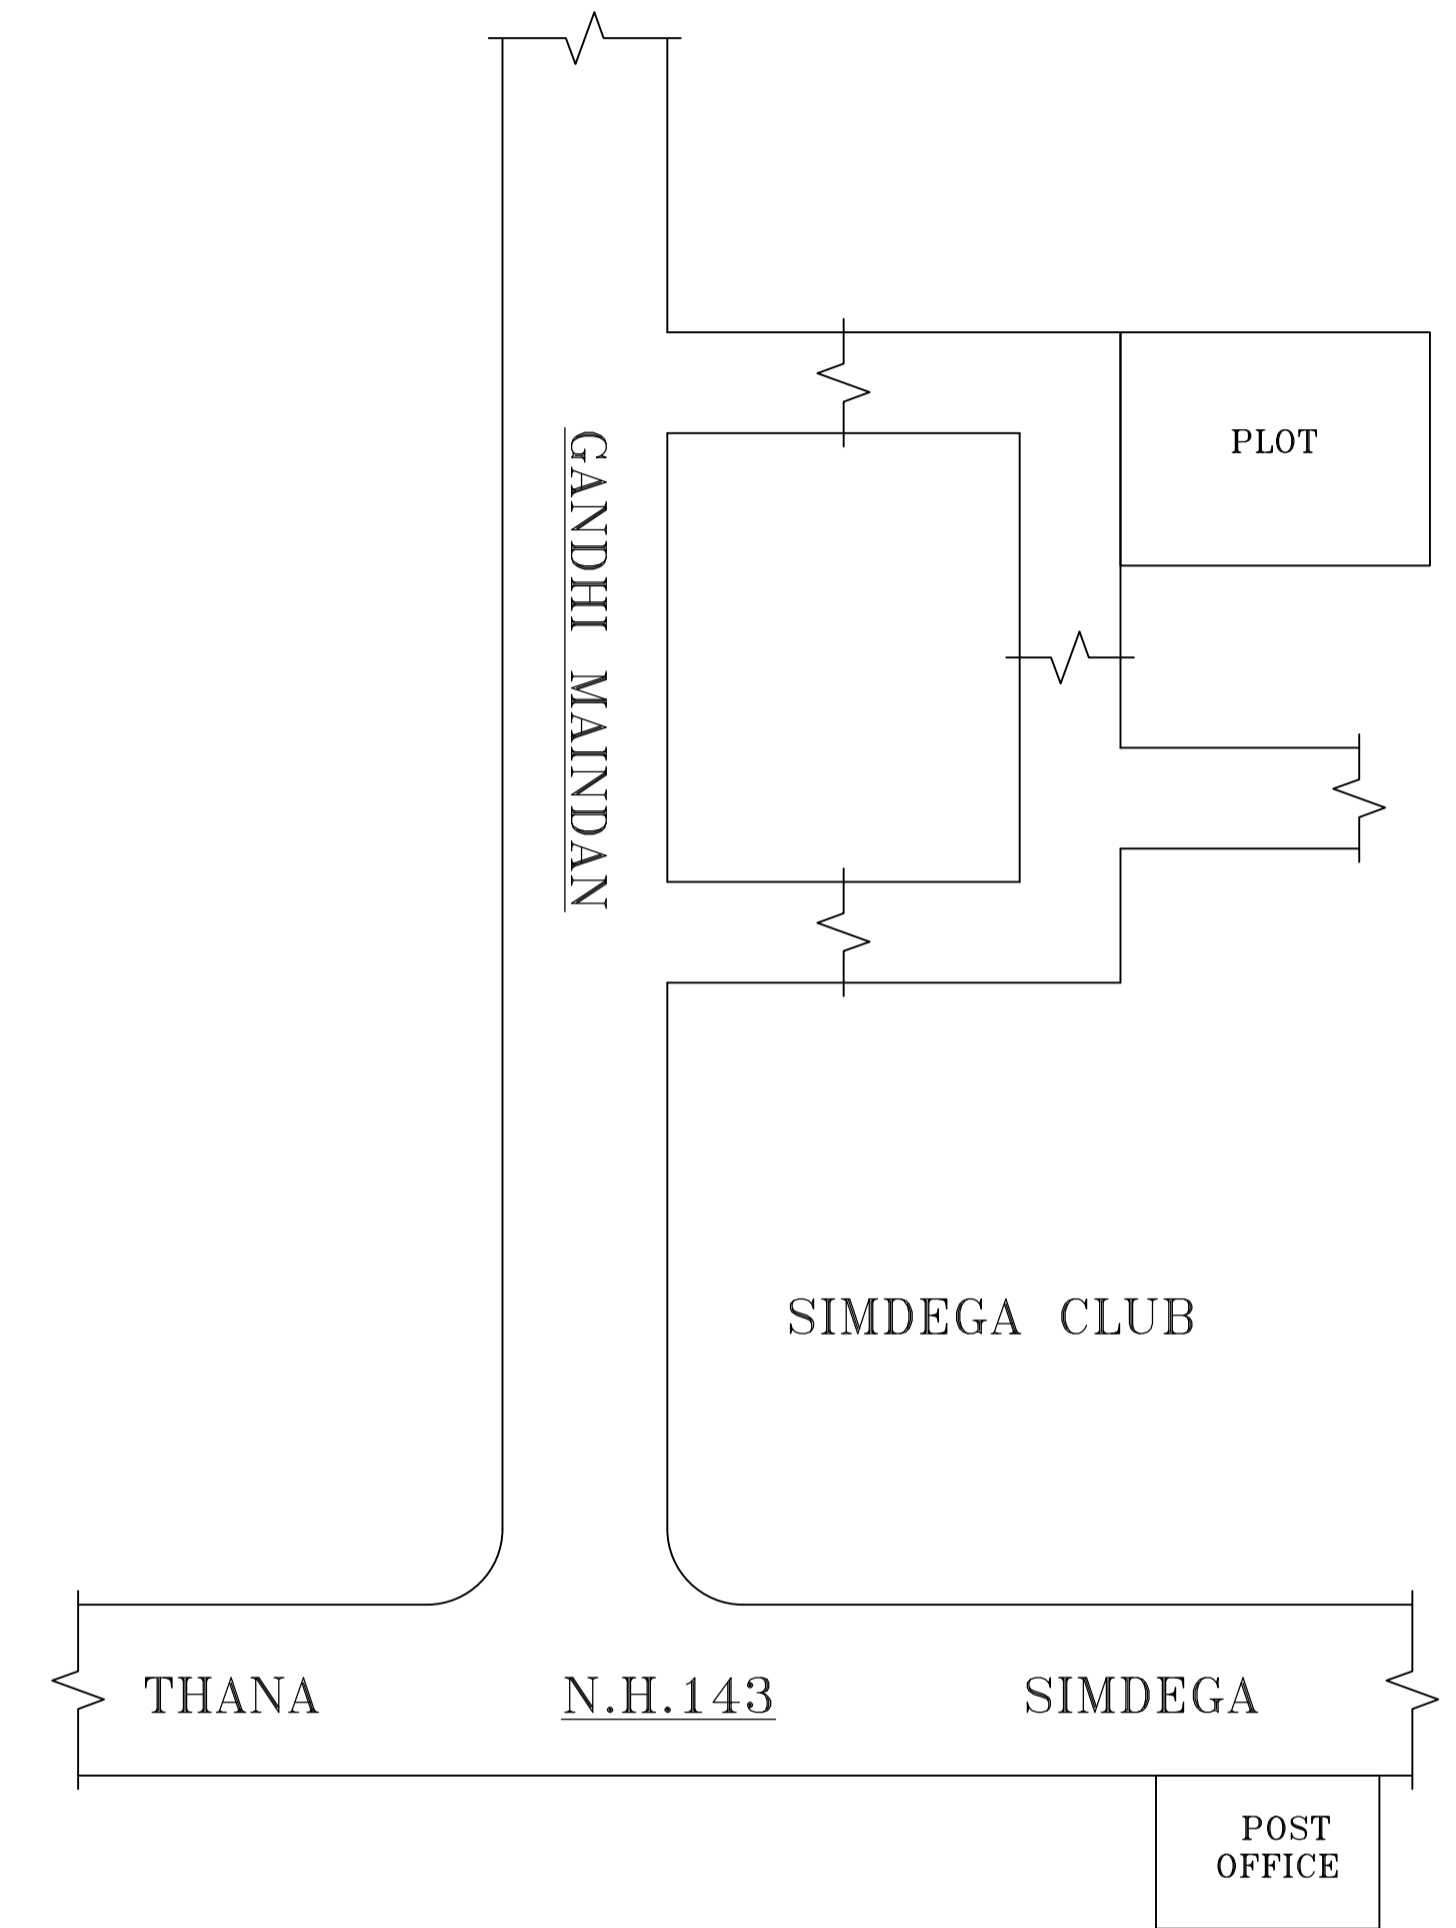 PLOT
GANDHI MAINDAN
SIMDEGA CLUB
THANA
N.H.143
SIMDEGA
POST
OFFICE